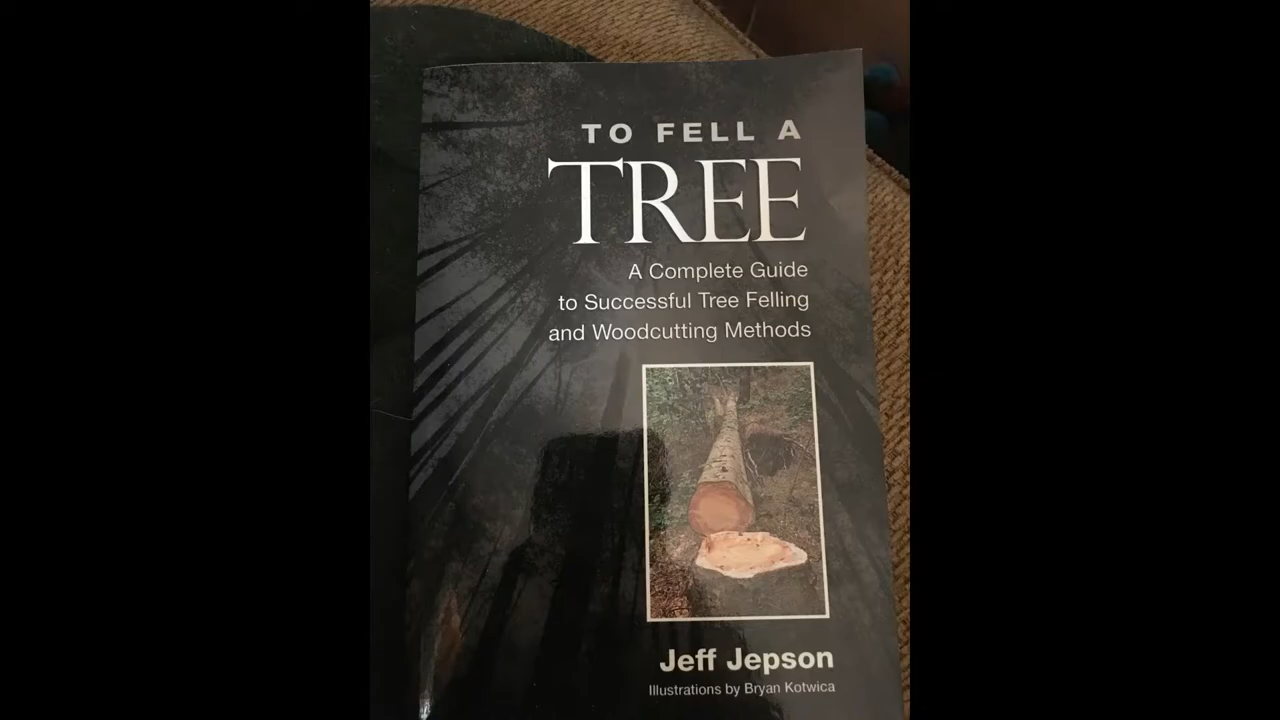 TO FELL A
TREE
A Complete Guide
to Successful Tree Felling
and Woodcutting Methods
Jeff Jepson
Illustrations by Bryan Kotwica